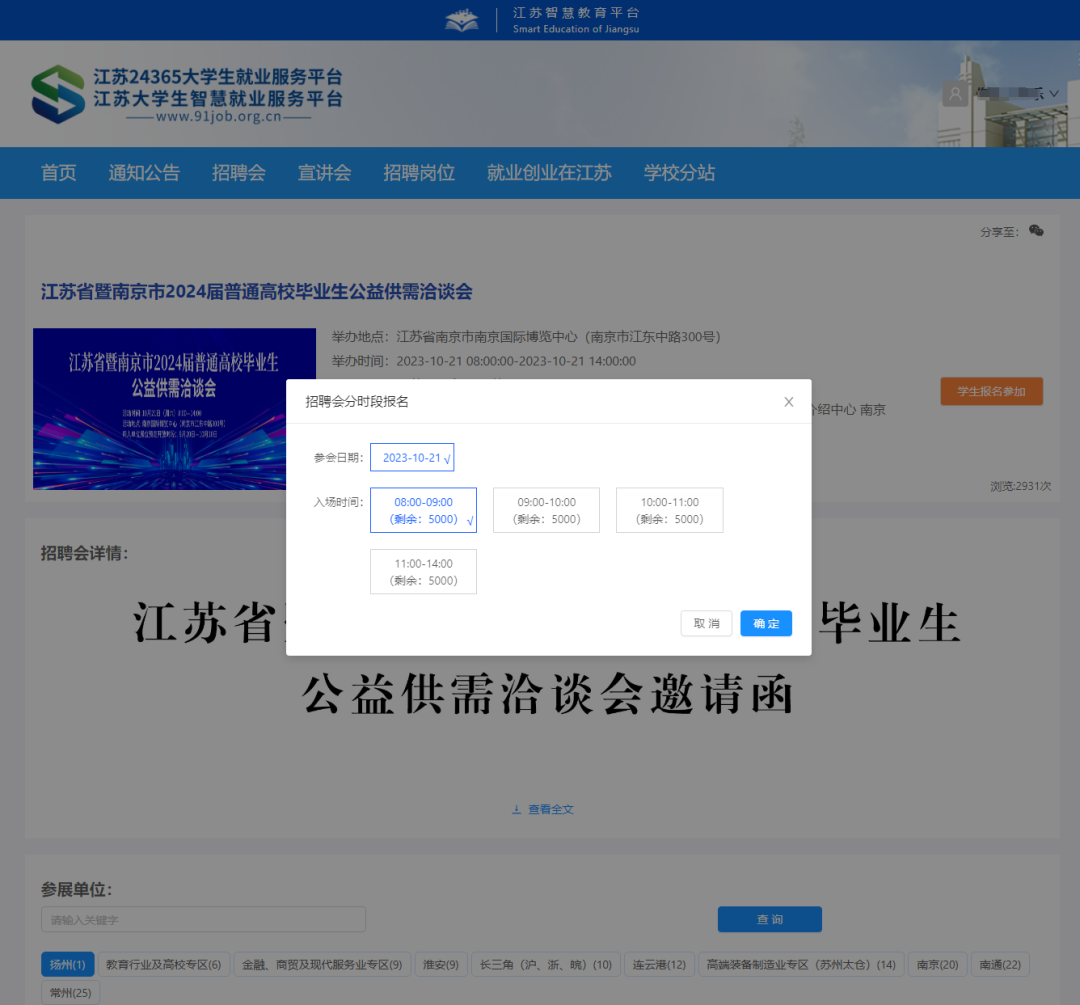 江苏智慧教育平台
Smart Education of Jiangsu
江苏24365大学生就业服务平台
江苏大学生智慧就业服务平台
www.91job.org.cn
首页 通知公告 招聘会 宣讲会 招聘岗位 就业创业在江苏 学校分站
分享至：
江苏省暨南京市2024届普通高校毕业生公益供需洽谈会
江苏省暨南京市2024届普通高校毕业生
公益供需洽谈会
举办地点：江苏省南京市南京国际博览中心（南京市江东中路300号）
举办时间：2023-10-21 08:00:00-2023-10-21 14:00:00
介绍中心 南京
学生报名参加
浏览:2931次
招聘会分时段报名
参会日期： 2023-10-21 √
入场时间： 08:00-09:00 09:00-10:00 10:00-11:00
（剩余：5000） √ （剩余：5000） （剩余：5000）
11:00-14:00
（剩余：5000）
取 消 确 定
招聘会详情：
江苏省 毕业生
公益供需洽谈会邀请函
查看全文
参展单位：
请输入关键字 查 询
扬州(1) 教育行业及高校专区(6) 金融、商贸及现代服务业专区(9) 淮安(9) 长三角（沪、浙、皖）(10) 连云港(12) 高端装备制造业专区（苏州太仓）(14) 南京(20) 南通(22)
常州(25)